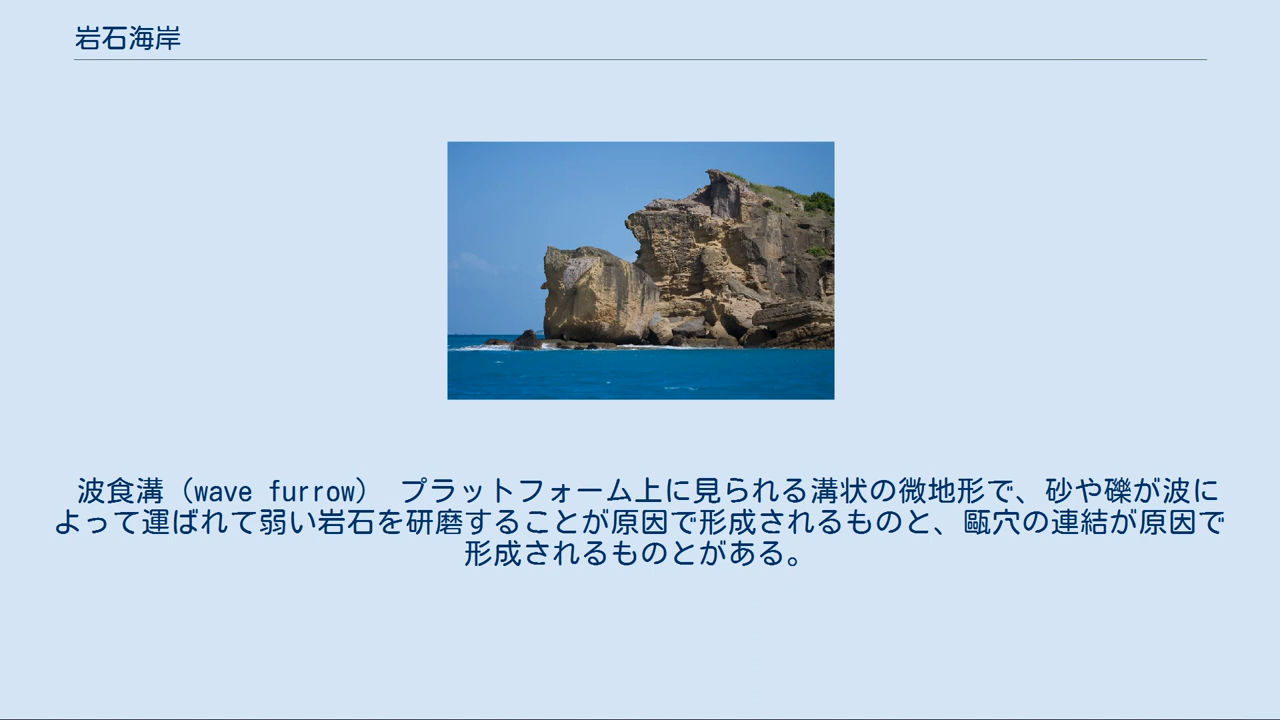 岩石海岸
波食溝（wave furrow） プラットフォーム上に見られる溝状の微地形で、砂や礫が波に
よって運ばれて弱い岩石を研磨することが原因で形成されるものと、甌穴の連結が原因で
形成されるものとがある。